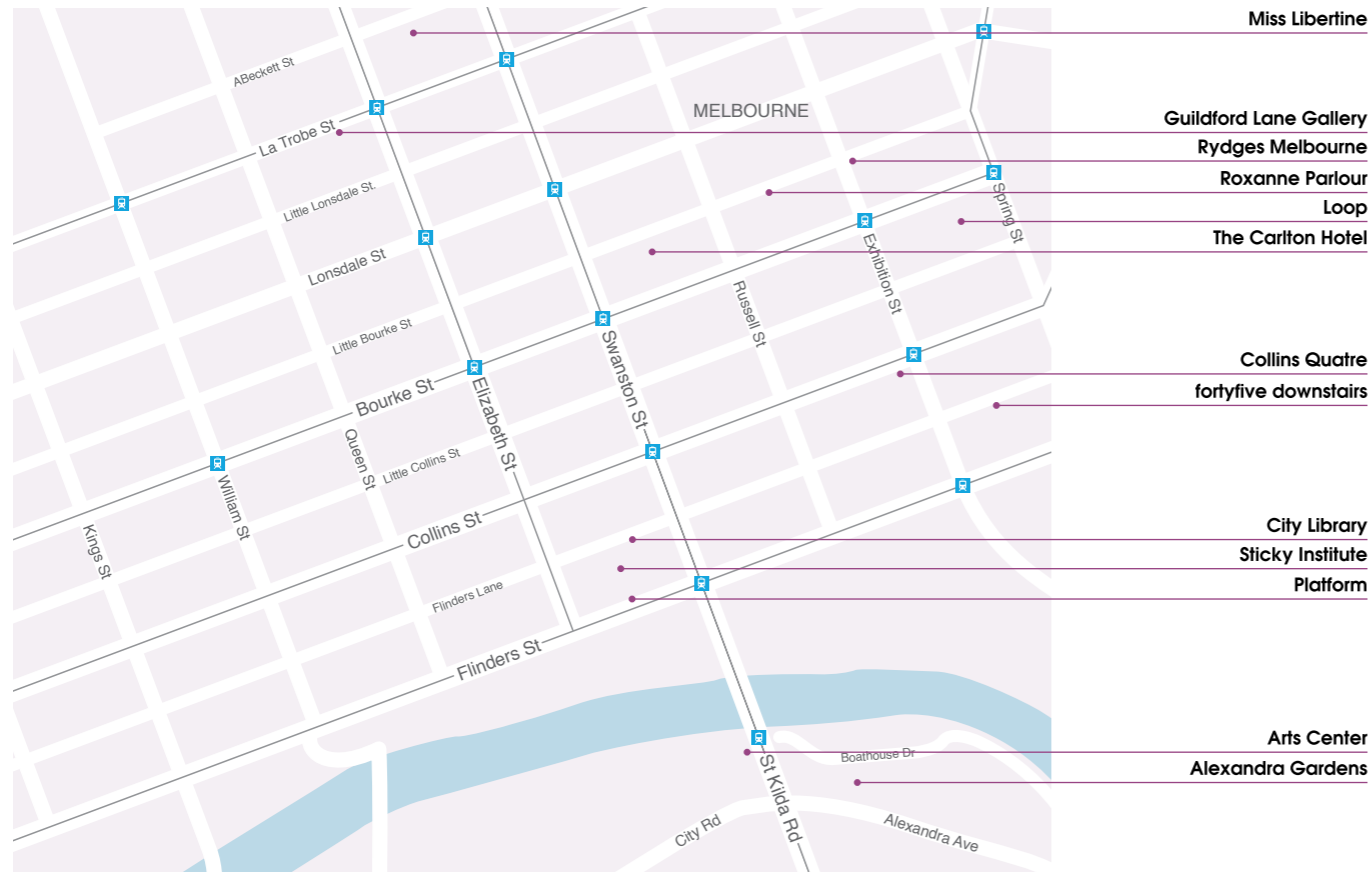 Miss Libertine
ABeckett St
MELBOURNE
Guildford Lane Gallery
La Trobe St
Rydges Melbourne
Roxanne Parlour
Little Lonsdale St.
Spring St
Loop
The Carlton Hotel
Lonsdale St
Exhibition St
Russell St
Little Bourke St
Swanston St
Collins Quatre
fortyfive downstairs
Bourke St
Elizabeth St
Queen St
Little Collins St
William St
Collins St
City Library
Kings St
Sticky Institute
Platform
Flinders Lane
Flinders St
Arts Center
Boathouse Dr
Alexandra Gardens
St Kilda Rd
City Rd
Alexandra Ave